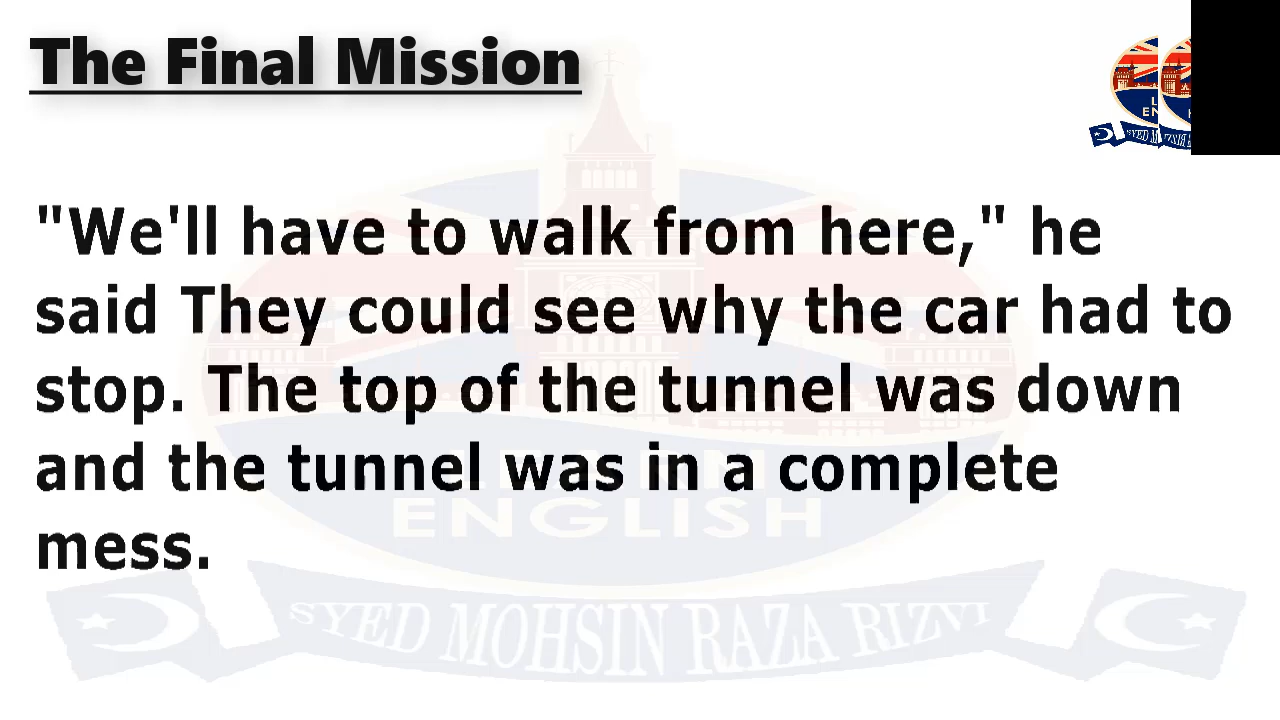 The Final Mission
"We'll have to walk from here," he
said They could see why the car had to
stop. The top of the tunnel was down
and the tunnel was in a complete
mess.
ENGLISH
SYED MOHSIN RAZA RIZVI